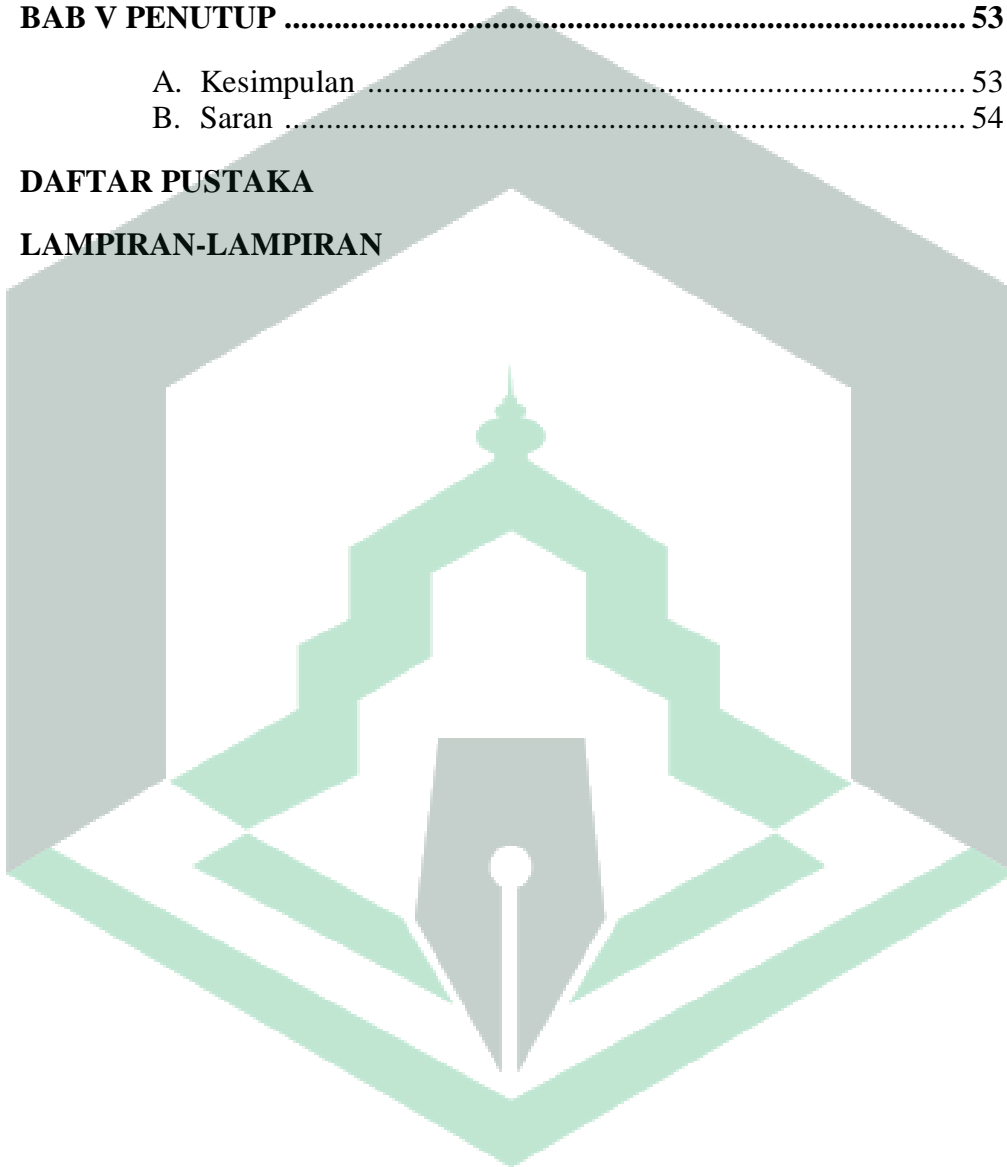 BAB V PENUTUP .................................................................................. 53
A. Kesimpulan ........................................................................ 53
B. Saran .................................................................................. 54
DAFTAR PUSTAKA
LAMPIRAN-LAMPIRAN